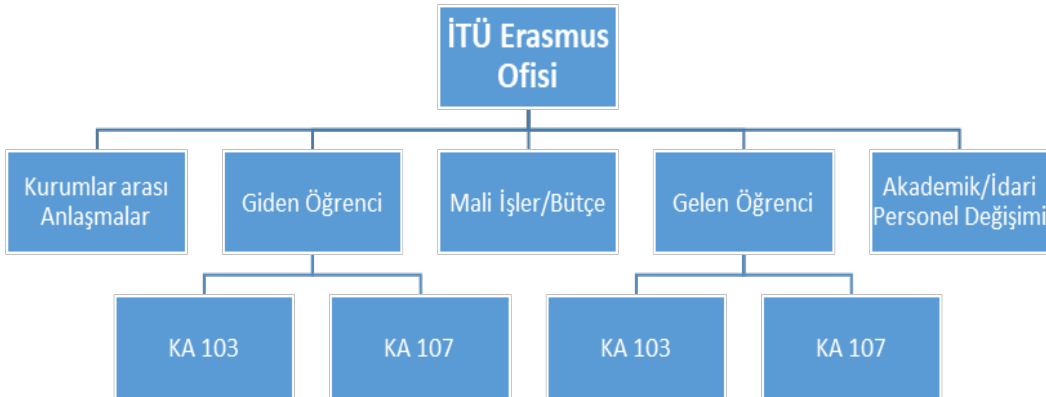 İTÜ Erasmus
Ofisi
Kurumlar arası
Anlaşmalar
Giden Öğrenci
Mali İşler/Bütçe
Gelen Öğrenci
Akademik/İdari
Personel Değişimi
KA 103
KA 107
KA 103
KA 107